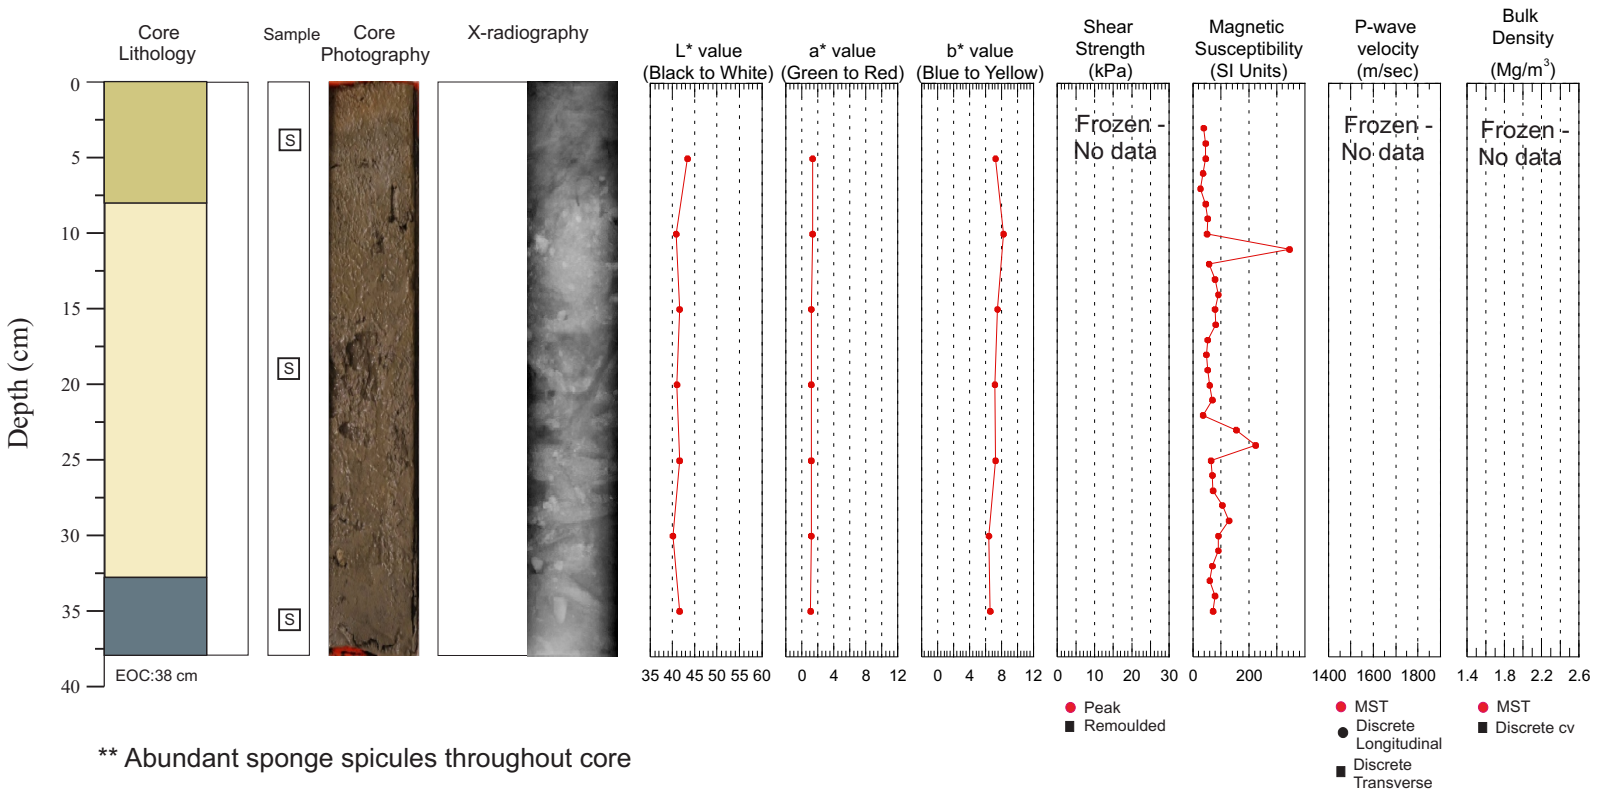 Core
Lithology
Sample
Core
Photography
X-radiography
L* value
(Black to White)
a* value
(Green to Red)
b* value
(Blue to Yellow)
Shear
Strength
(kPa)
Magnetic
Susceptibility
(SI Units)
P-wave
velocity
(m/sec)
Bulk
Density
(Mg/m³)
Depth (cm)
0
5
10
15
20
25
30
35
40
S
S
S
EOC:38 cm
Frozen -
No data
Frozen -
No data
Frozen -
No data
35 40 45 50 55 60
0 4 8 12
0 4 8 12
0 10 20 30
0 200
1400 1600 1800
1.4 1.8 2.2 2.6
Peak
Remoulded
MST
Discrete
Longitudinal
Discrete
Transverse
MST
Discrete cv
** Abundant sponge spicules throughout core